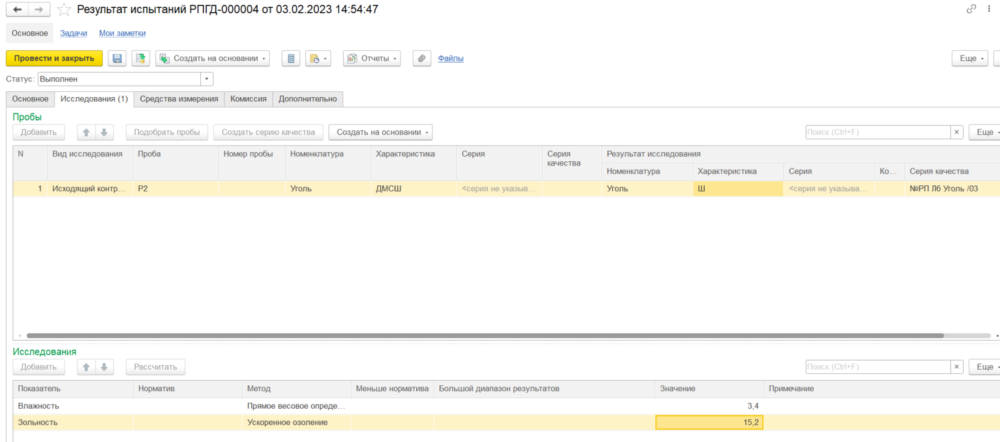 Результат испытаний РПГД-000004 от 03.02.2023 14:54:47
Основное Задачи Мои заметки
Провести и закрыть Создать на основании Отчеты Файлы Еще
Статус: Выполнен
Основное Исследования (1) Средства измерения Комиссия Дополнительно
Пробы
Добавить Подобрать пробы Создать серию качества Создать на основании Поиск (Ctrl+F) × Еще
N Вид исследования Проба Номер пробы Номенклатура Характеристика Серия Серия качества Результат исследования
Номенклатура Характеристика Серия Ко... Серия качества
1 Исходящий контр... P2 Уголь ДМСШ <серия не указыв... Уголь Ш <серия не указыва... №РП Лб Уголь /03
Исследования
Добавить Рассчитать Поиск (Ctrl+F) × Еще
Показатель Норматив Метод Меньше норматива Большой диапазон результатов Значение Примечание
Влажность Прямое весовое опреде... 3,4
Зольность Ускоренное озоление 15,2